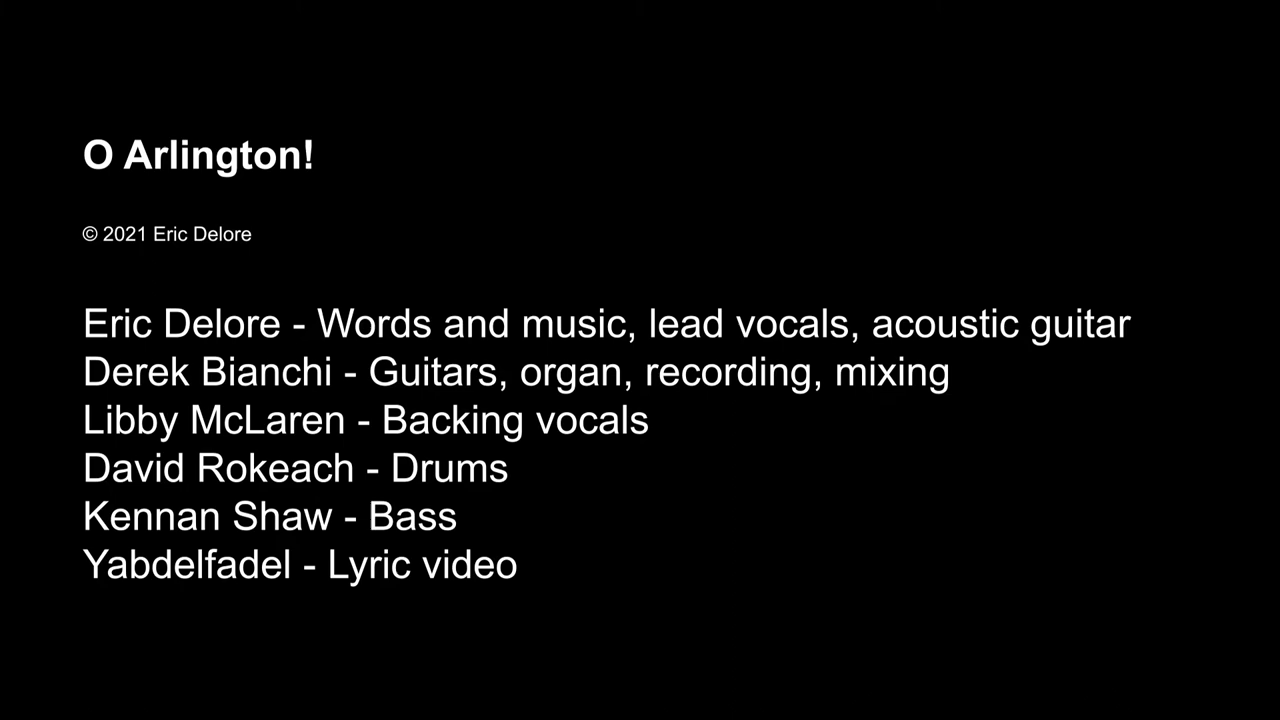 O Arlington!
© 2021 Eric Delore
Eric Delore - Words and music, lead vocals, acoustic guitar
Derek Bianchi - Guitars, organ, recording, mixing
Libby McLaren - Backing vocals
David Rokeach - Drums
Kennan Shaw - Bass
Yabdelfadel - Lyric video